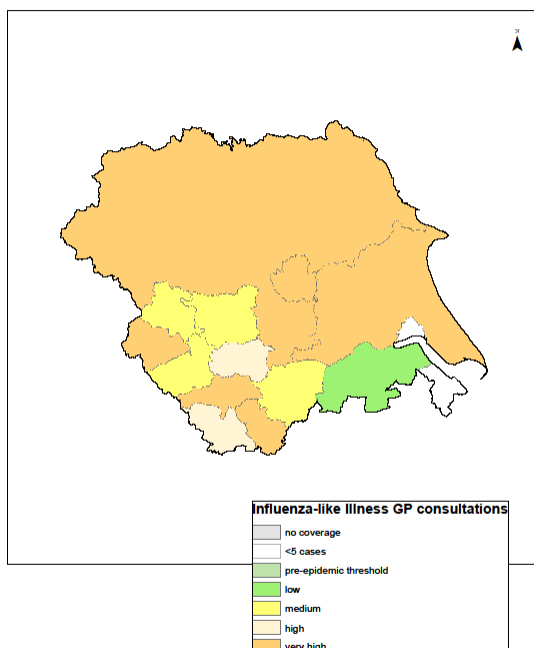 N
Influenza-like Illness GP consultations
no coverage
<5 cases
pre-epidemic threshold
low
medium
high
very high